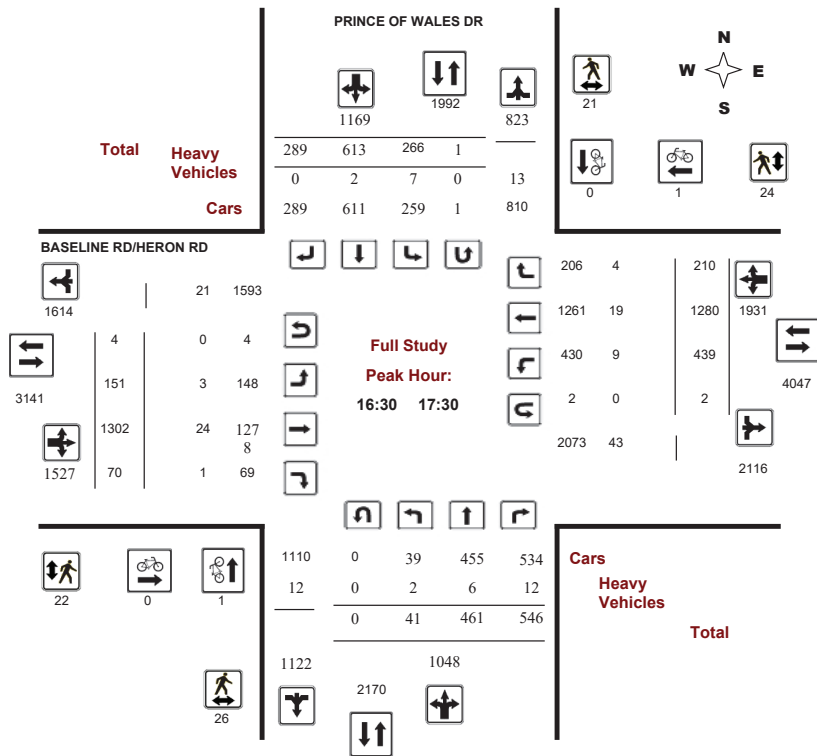 PRINCE OF WALES DR
N
W E
S
1992
21
1169 823
Total Heavy Vehicles
289 613 266 1
0 2 7 0 13
0 1 24
Cars 289 611 259 1 810
BASELINE RD/HERON RD
206 4 210
21 1593
1614
1261 19 1280 1931
4 0 4
Full Study
Peak Hour:
16:30 17:30
430 9 439
3141
151 3 148
4047
2 0 2
1302 24 127
8
2073 43
2116
1527 70 1 69
1110 0 39 455 534 Cars
12 0 2 6 12 Heavy
Vehicles
22 0 1
0 41 461 546 Total
1122 1048
2170
26